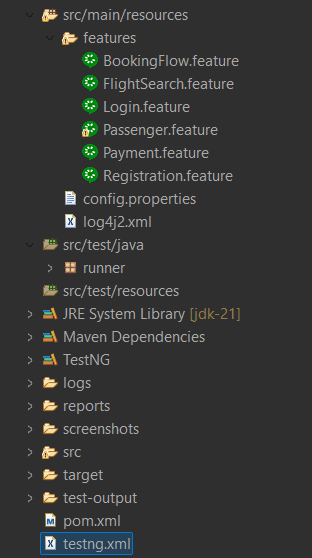 src/main/resources
features
BookingFlow.feature
FlightSearch.feature
Login.feature
Passenger.feature
Payment.feature
Registration.feature
config.properties
log4j2.xml
src/test/java
runner
src/test/resources
JRE System Library [jdk-21]
Maven Dependencies
TestNG
logs
reports
screenshots
src
target
test-output
pom.xml
testng.xml